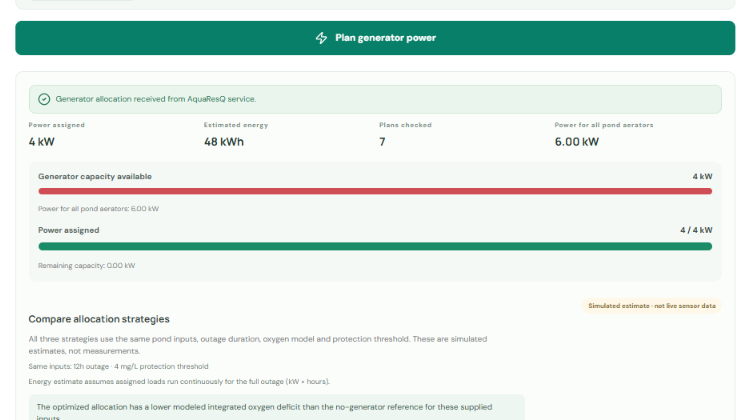 Plan generator power
Generator allocation received from AquaResQ service.
Power assigned
4 kW
Estimated energy
48 kWh
Plans checked
7
Power for all pond aerators
6.00 kW
Generator capacity available
4 kW
Power for all pond aerators: 6.00 kW
Power assigned
4 / 4 kW
Remaining capacity: 0.00 kW
Simulated estimate · not live sensor data
Compare allocation strategies
All three strategies use the same pond inputs, outage duration, oxygen model and protection threshold. These are simulated
estimates, not measurements.
Same inputs: 12h outage · 4 mg/L protection threshold
Energy estimate assumes assigned loads run continuously for the full outage (kW × hours).
The optimized allocation has a lower modeled integrated oxygen deficit than the no-generator reference for these supplied
inputs.